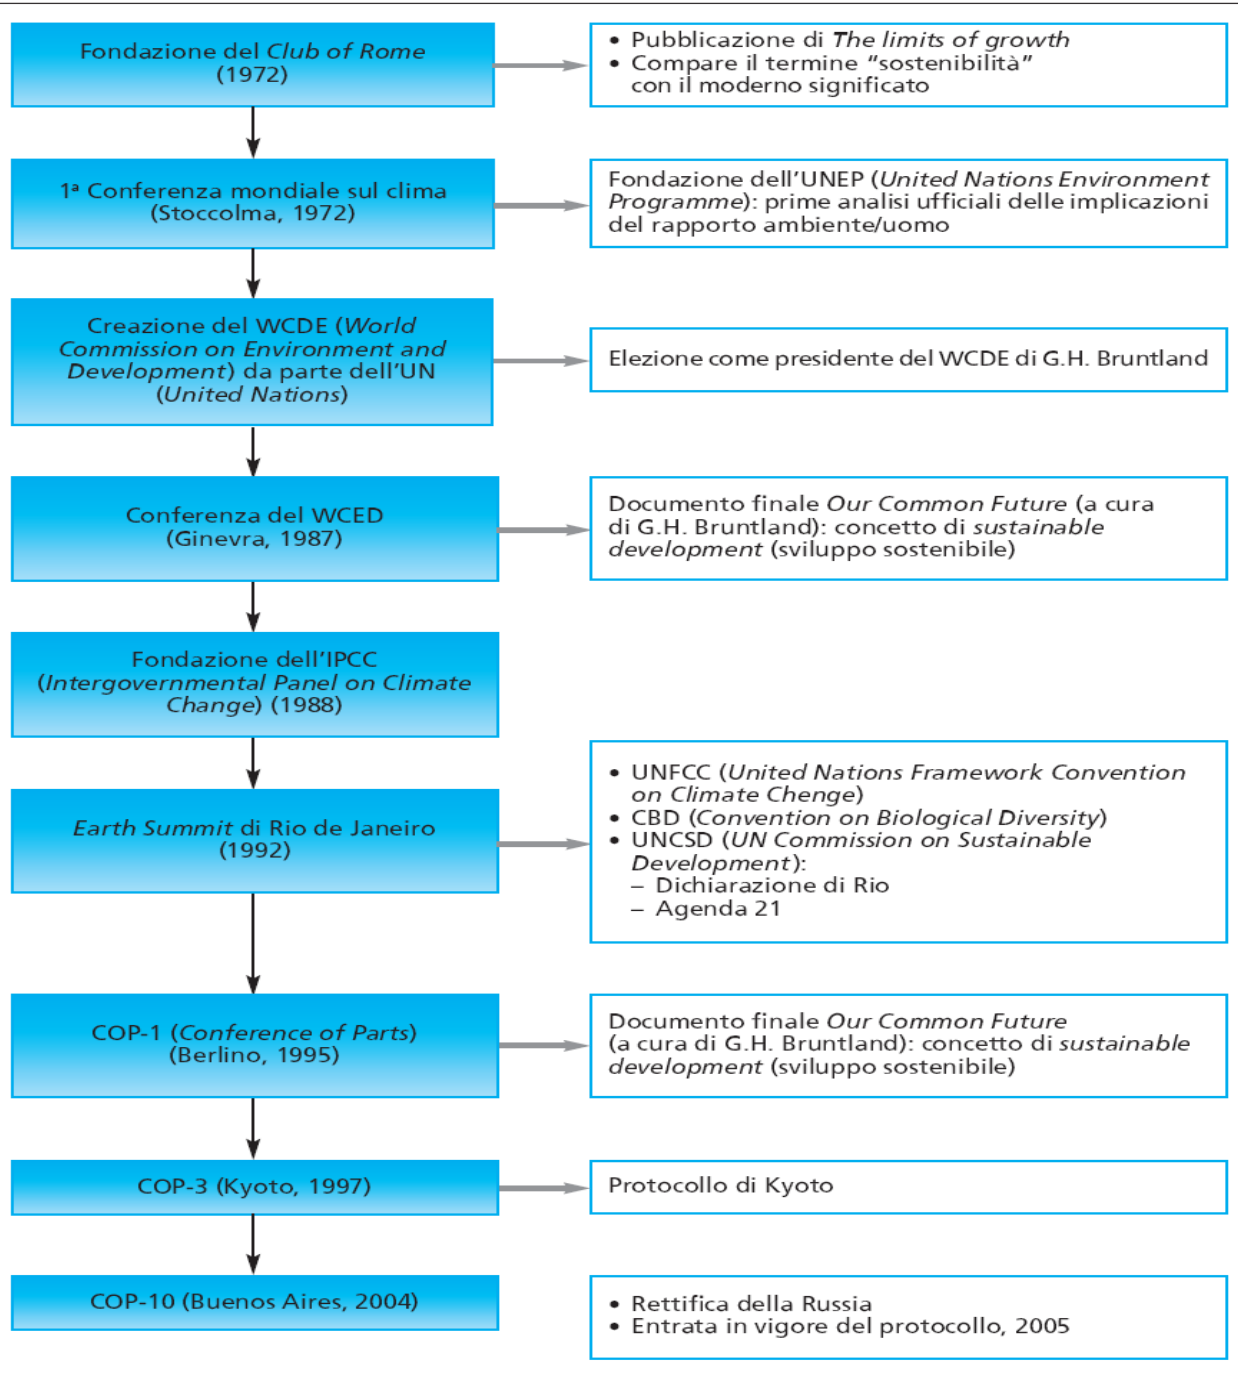 Fondazione del Club of Rome
(1972)
• Pubblicazione di The limits of growth
• Compare il termine “sostenibilità”
con il moderno significato
1ª Conferenza mondiale sul clima
(Stoccolma, 1972)
Fondazione dell’UNEP (United Nations Environment
Programme): prime analisi ufficiali delle implicazioni
del rapporto ambiente/uomo
Creazione del WCDE (World
Commission on Environment and
Development) da parte dell’UN
(United Nations)
Elezione come presidente del WCDE di G.H. Bruntland
Conferenza del WCED
(Ginevra, 1987)
Documento finale Our Common Future (a cura
di G.H. Bruntland): concetto di sustainable
development (sviluppo sostenibile)
Fondazione dell’IPCC
(Intergovernmental Panel on Climate
Change) (1988)
Earth Summit di Rio de Janeiro
(1992)
• UNFCC (United Nations Framework Convention
on Climate Chenge)
• CBD (Convention on Biological Diversity)
• UNCSD (UN Commission on Sustainable
Development):
– Dichiarazione di Rio
– Agenda 21
COP-1 (Conference of Parts)
(Berlino, 1995)
Documento finale Our Common Future
(a cura di G.H. Bruntland): concetto di sustainable
development (sviluppo sostenibile)
COP-3 (Kyoto, 1997)
Protocollo di Kyoto
COP-10 (Buenos Aires, 2004)
• Rettifica della Russia
• Entrata in vigore del protocollo, 2005